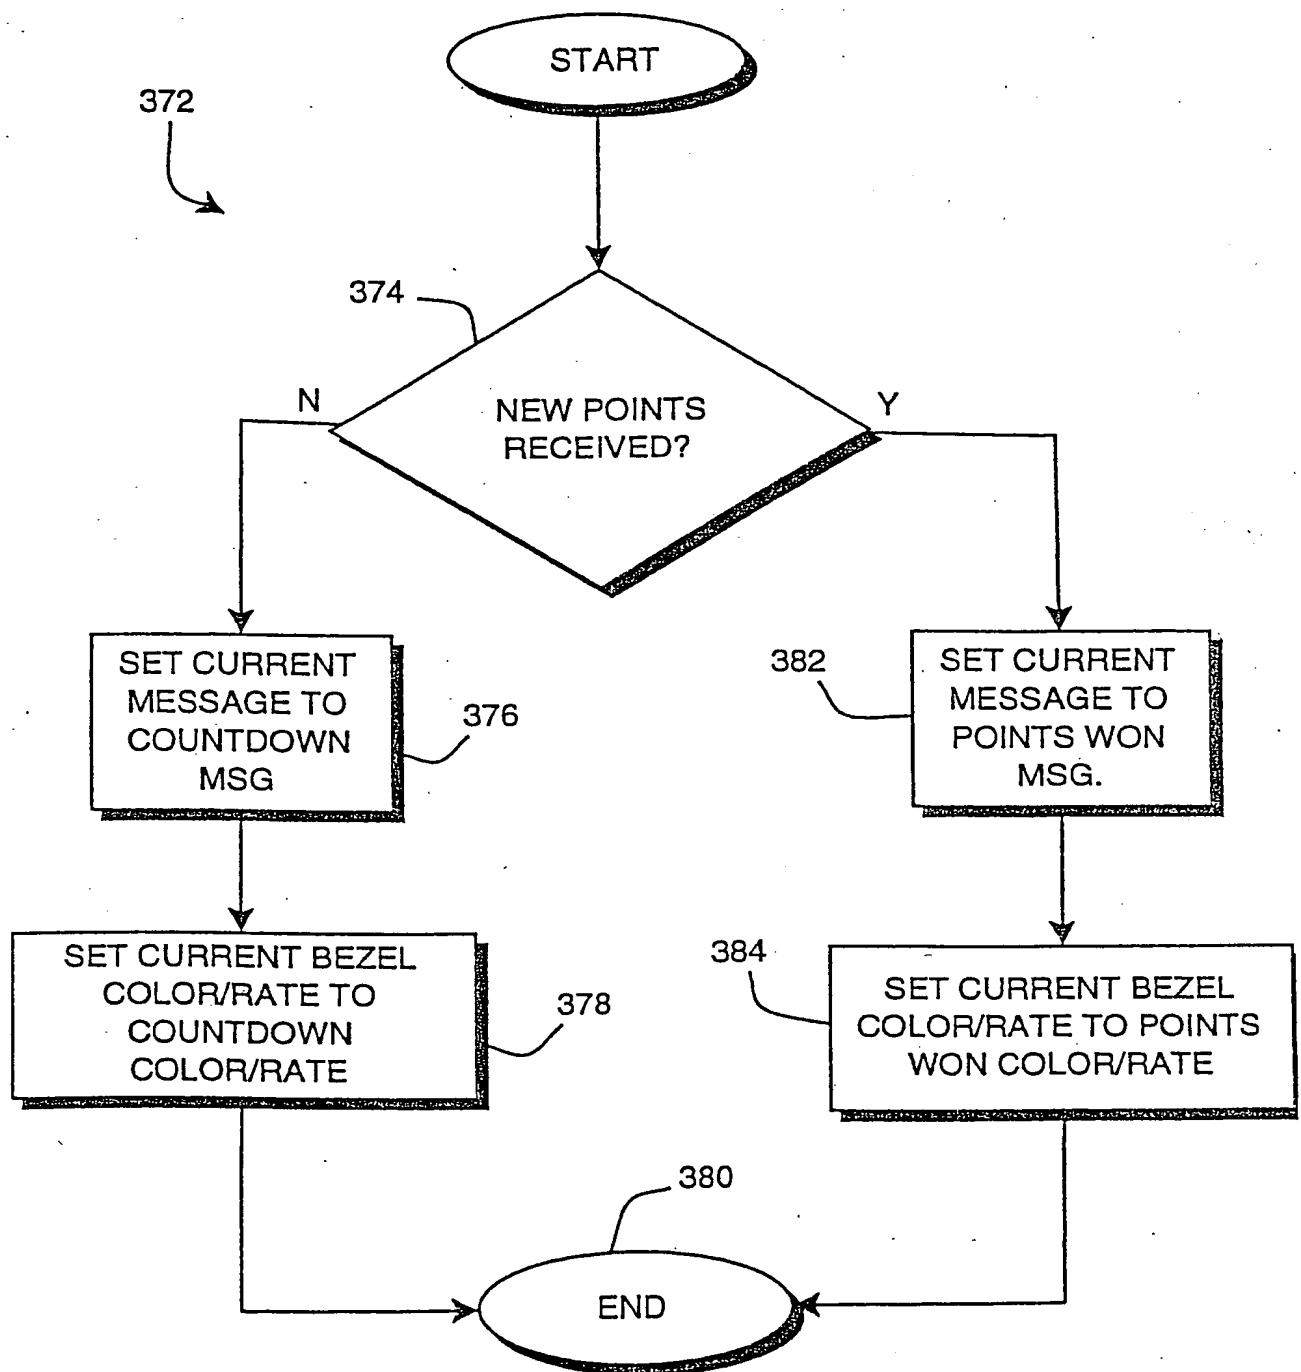 START
372
374
N
Y
NEW POINTS
RECEIVED?
SET CURRENT
MESSAGE TO
COUNTDOWN
MSG
376
382
SET CURRENT
MESSAGE TO
POINTS WON
MSG.
SET CURRENT BEZEL
COLOR/RATE TO
COUNTDOWN
COLOR/RATE
378
384
SET CURRENT BEZEL
COLOR/RATE TO POINTS
WON COLOR/RATE
380
END